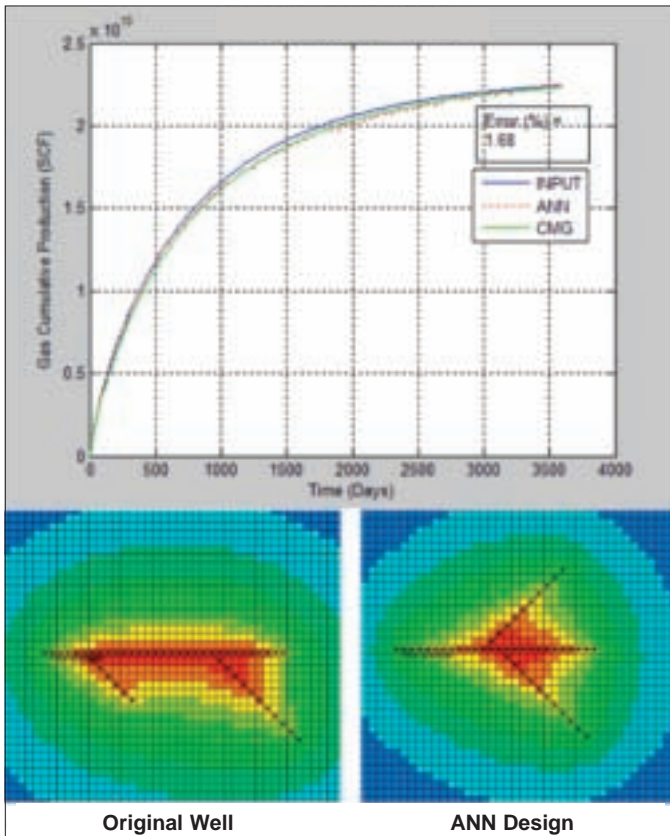 × 10
2.5
2
1.5
1
0.5
0
Gas Cumulative Production (SCF)
Error (%) =
1.68
INPUT
ANN
CMG
0 500 1000 1500 2000 2500 3000 3500 4000
Time (Days)
Original Well ANN Design